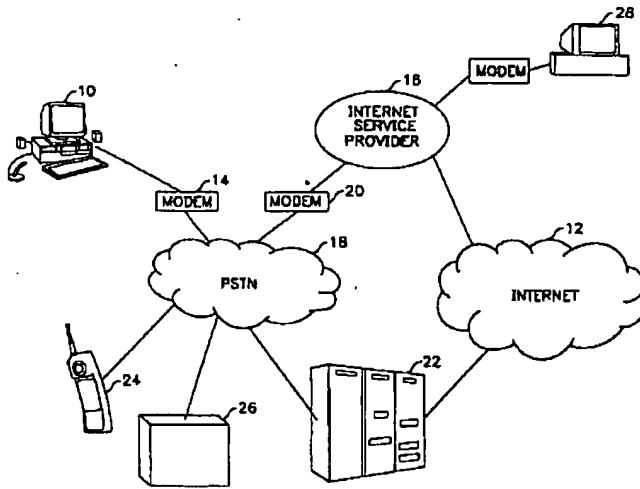 28
MODEM
10
16
INTERNET
SERVICE
PROVIDER
14
MODEM
MODEM
20
18
12
PSTN
INTERNET
22
24
26